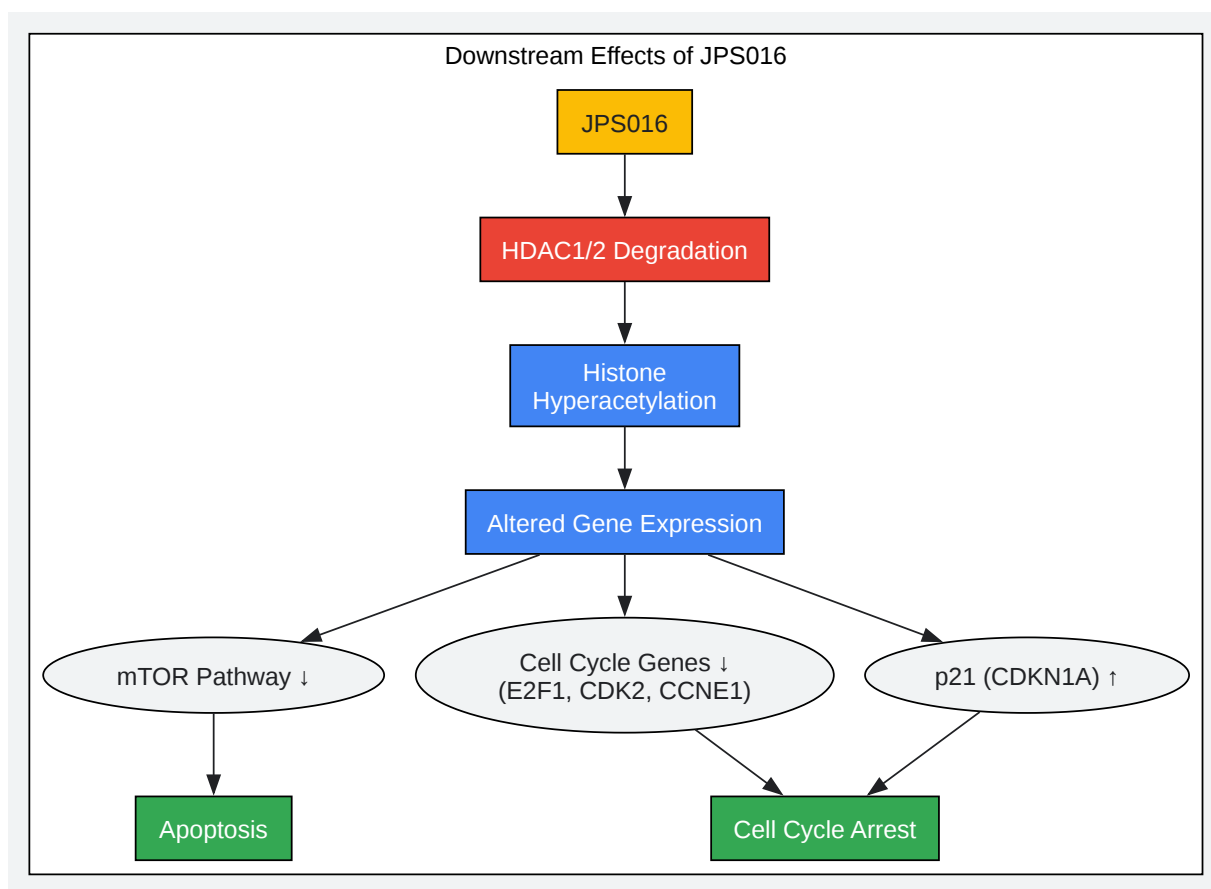 Downstream Effects of JPS016
JPS016
HDAC1/2 Degradation
Histone
Hyperacetylation
Altered Gene Expression
mTOR Pathway ↓
Cell Cycle Genes ↓
(E2F1, CDK2, CCNE1)
p21 (CDKN1A) ↑
Apoptosis
Cell Cycle Arrest